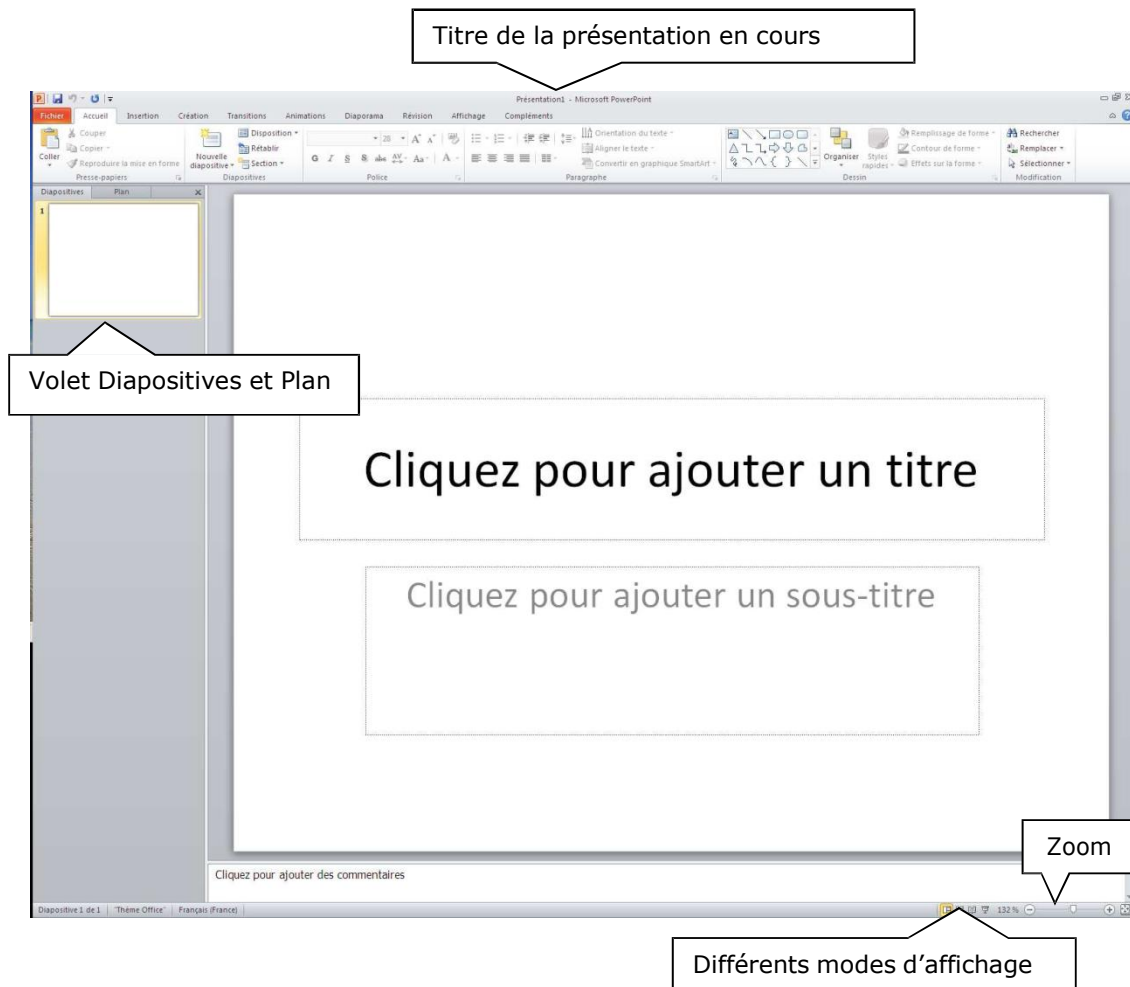 Titre de la présentation en cours
Présentation1 - Microsoft PowerPoint
Fichier Accueil Insertion Création Transitions Animations Diaporama Révision Affichage Compléments
Coller
Couper
Copier
Reproduire la mise en forme
Presse-papiers
Nouvelle diapositive
Disposition
Rétablir
Section
Diapositives
28
G I S S abc AV Aa A
Police
Orientation du texte
Aligner le texte
Convertir en graphique SmartArt
Paragraphe
Organiser
Styles rapides
Remplissage de forme
Contour de forme
Effets sur la forme
Dessin
Rechercher
Remplacer
Sélectionner
Modification
Diapositives Plan
1
Volet Diapositives et Plan
Cliquez pour ajouter un titre
Cliquez pour ajouter un sous-titre
Zoom
Cliquez pour ajouter des commentaires
Diapositive 1 de 1 "Thème Office" Français (France) 132 %
Différents modes d'affichage